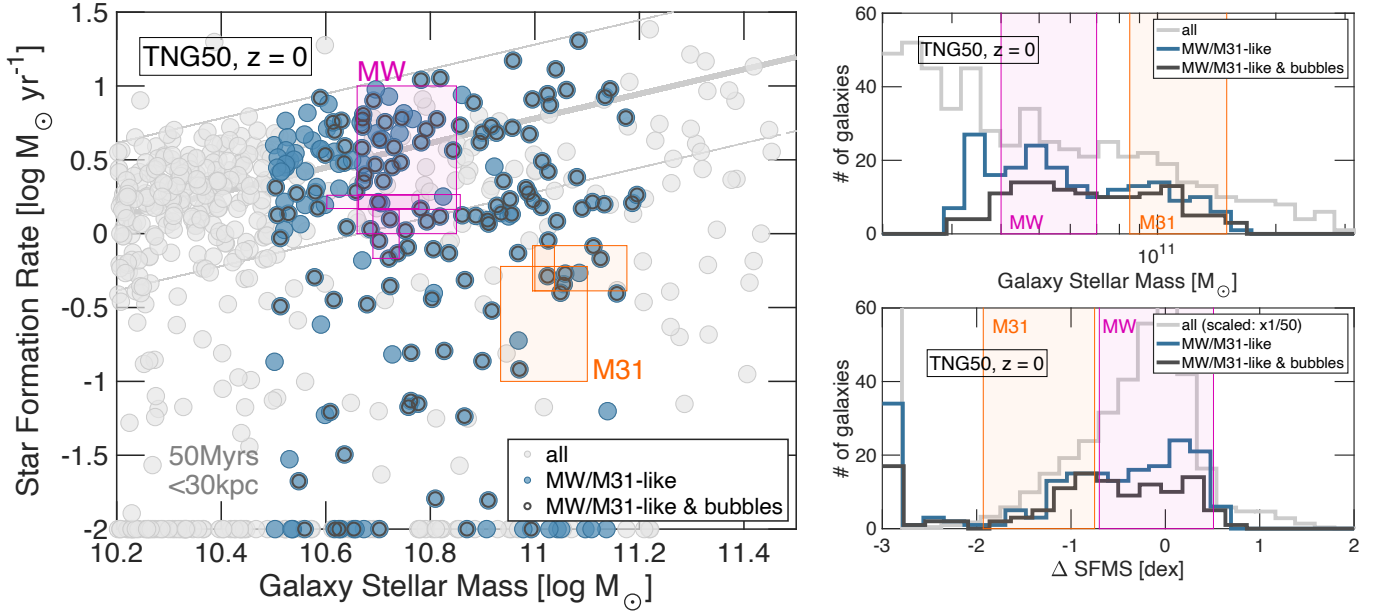 TNG50, z = 0
MW
M31
50Myrs
<30kpc
all
MW/M31-like
MW/M31-like & bubbles
1.5
1
0.5
0
-0.5
-1
-1.5
-2
10.2
10.4
10.6
10.8
11
11.2
11.4
Star Formation Rate [log M⊙ yr⁻¹]
Galaxy Stellar Mass [log M⊙]
TNG50, z = 0
all
MW/M31-like
MW/M31-like & bubbles
MW
M31
60
40
20
0
# of galaxies
10¹¹
Galaxy Stellar Mass [M⊙]
M31
MW
TNG50, z = 0
all (scaled: x1/50)
MW/M31-like
MW/M31-like & bubbles
60
40
20
0
# of galaxies
-3
-2
-1
0
1
2
Δ SFMS [dex]